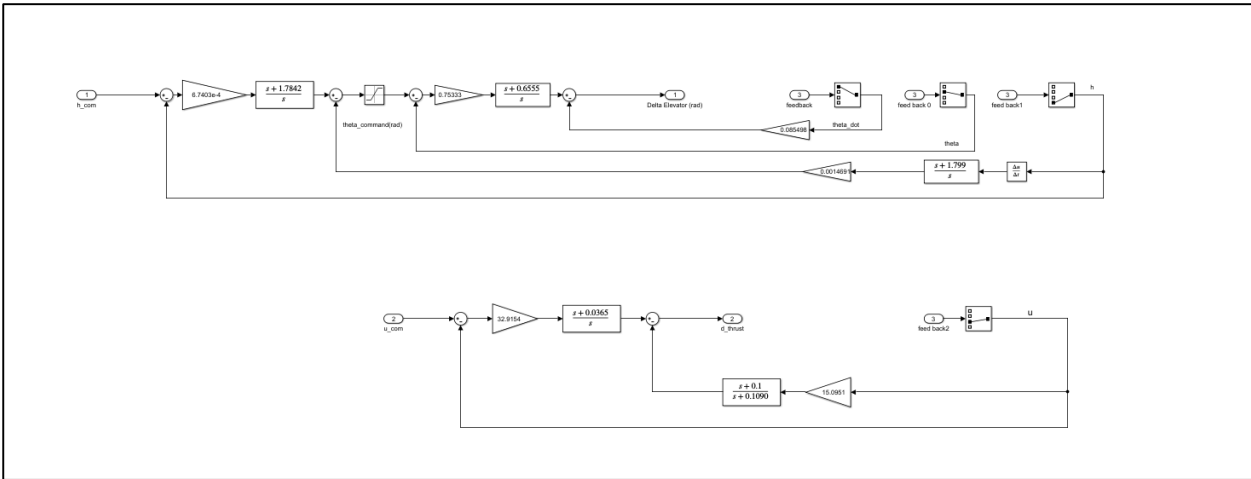 1
h_com
6.7403e-4
s + 1.7842
s
theta_command(rad)
0.75333
s + 0.6555
s
1
Delta Elevator (rad)
3
feedback
theta_dot
0.085498
3
feed back 0
theta
3
feed back1
h
0.0014691
s + 1.799
s
Δu
Δt
2
u_com
32.9154
s + 0.0365
s
2
d_thrust
3
feed back2
u
s + 0.1
s + 0.1090
15.0951